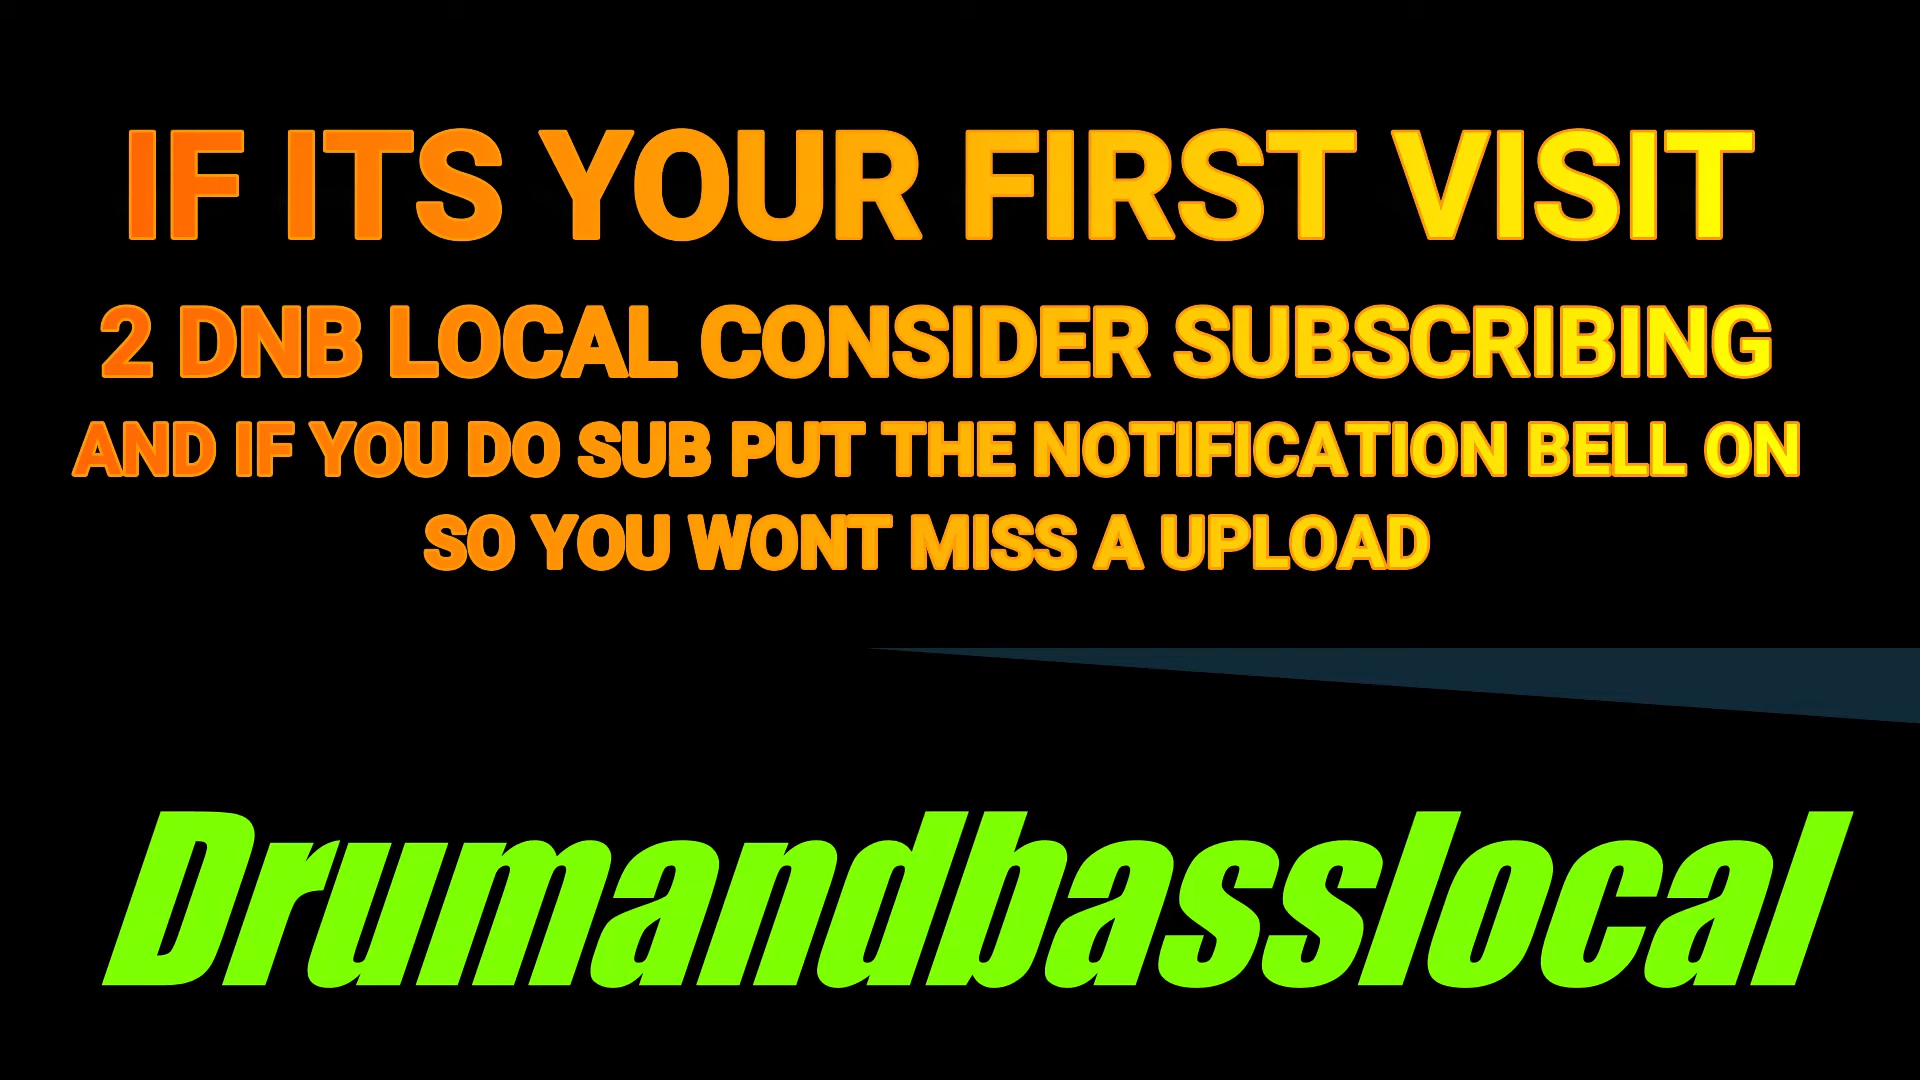 IF ITS YOUR FIRST VISIT
2 DNB LOCAL CONSIDER SUBSCRIBING
AND IF YOU DO SUB PUT THE NOTIFICATION BELL ON
SO YOU WONT MISS A UPLOAD
Drumandbasslocal